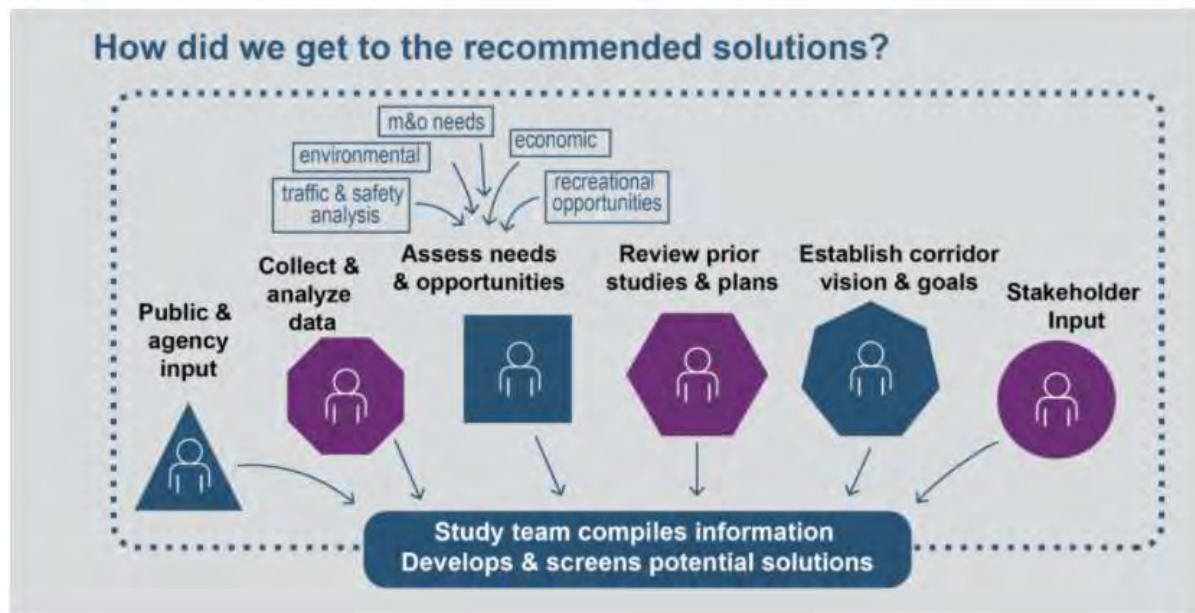 How did we get to the recommended solutions?
m&o needs
environmental
economic
traffic & safety
analysis
recreational
opportunities
Public &
agency
input
Collect &
analyze
data
Assess needs
& opportunities
Review prior
studies & plans
Establish corridor
vision & goals
Stakeholder
Input
Study team compiles information
Develops & screens potential solutions